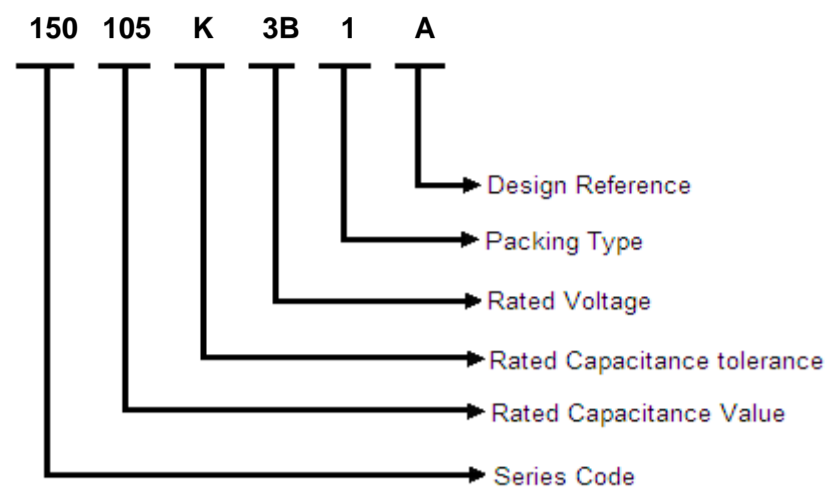 150 105 K 3B 1 A
Design Reference
Packing Type
Rated Voltage
Rated Capacitance tolerance
Rated Capacitance Value
Series Code